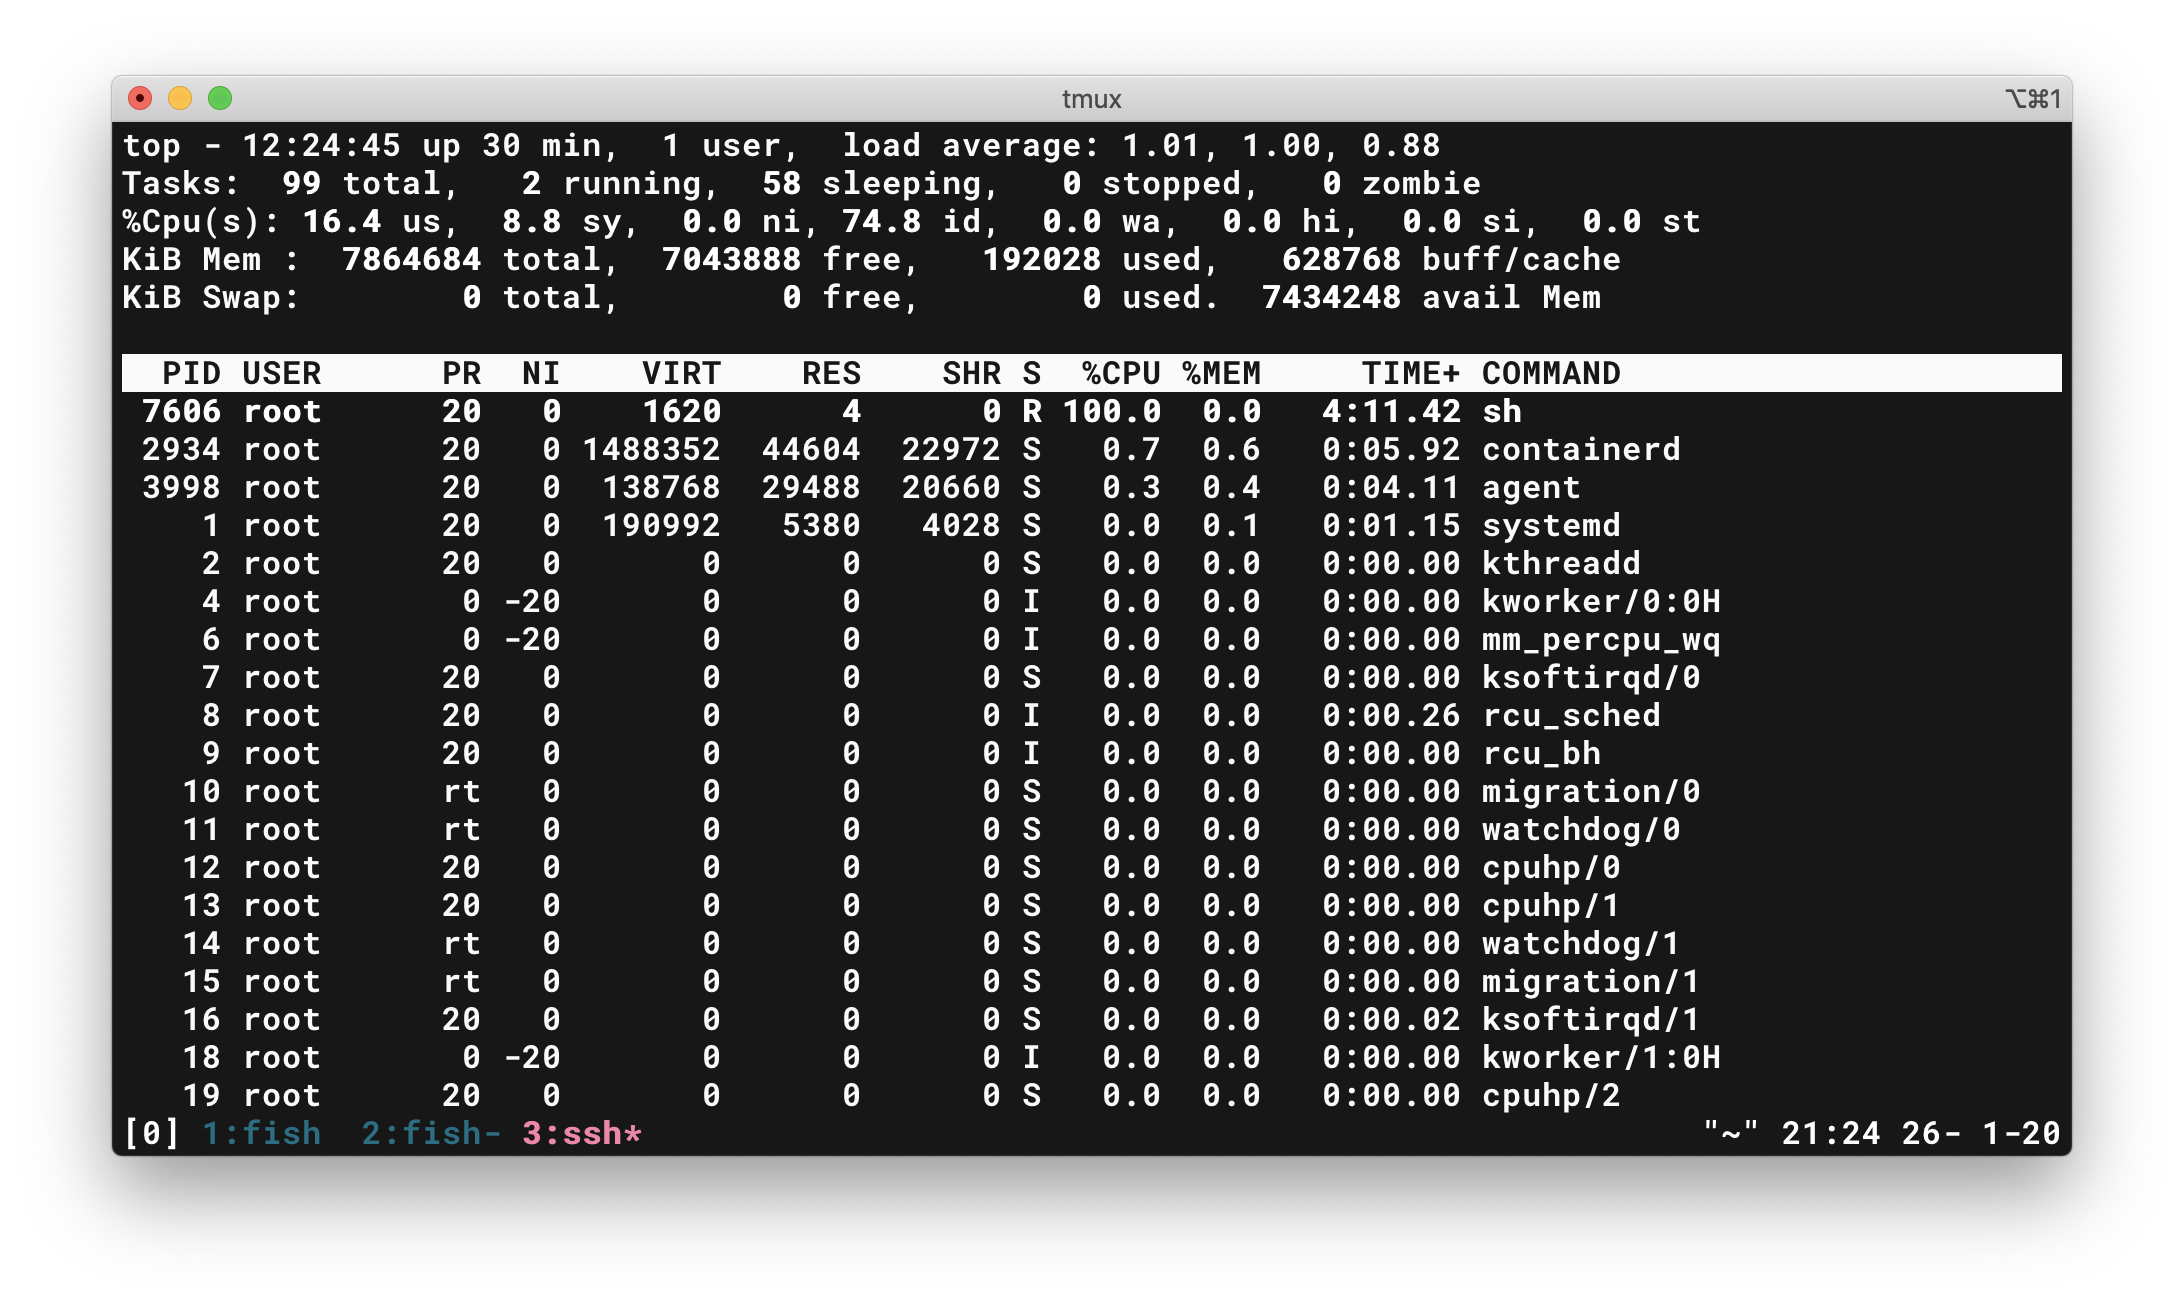 tmux ⌥⌘1
top - 12:24:45 up 30 min,  1 user,  load average: 1.01, 1.00, 0.88
Tasks:  99 total,   2 running,  58 sleeping,   0 stopped,   0 zombie
%Cpu(s): 16.4 us,  8.8 sy,  0.0 ni, 74.8 id,  0.0 wa,  0.0 hi,  0.0 si,  0.0 st
KiB Mem :  7864684 total,  7043888 free,   192028 used,   628768 buff/cache
KiB Swap:        0 total,        0 free,        0 used.  7434248 avail Mem
  PID USER      PR  NI    VIRT    RES    SHR S  %CPU %MEM     TIME+ COMMAND
 7606 root      20   0    1620      4      0 R 100.0  0.0   4:11.42 sh
 2934 root      20   0 1488352  44604  22972 S   0.7  0.6   0:05.92 containerd
 3998 root      20   0  138768  29488  20660 S   0.3  0.4   0:04.11 agent
    1 root      20   0  190992   5380   4028 S   0.0  0.1   0:01.15 systemd
    2 root      20   0       0      0      0 S   0.0  0.0   0:00.00 kthreadd
    4 root       0 -20       0      0      0 I   0.0  0.0   0:00.00 kworker/0:0H
    6 root       0 -20       0      0      0 I   0.0  0.0   0:00.00 mm_percpu_wq
    7 root      20   0       0      0      0 S   0.0  0.0   0:00.00 ksoftirqd/0
    8 root      20   0       0      0      0 I   0.0  0.0   0:00.26 rcu_sched
    9 root      20   0       0      0      0 I   0.0  0.0   0:00.00 rcu_bh
   10 root      rt   0       0      0      0 S   0.0  0.0   0:00.00 migration/0
   11 root      rt   0       0      0      0 S   0.0  0.0   0:00.00 watchdog/0
   12 root      20   0       0      0      0 S   0.0  0.0   0:00.00 cpuhp/0
   13 root      20   0       0      0      0 S   0.0  0.0   0:00.00 cpuhp/1
   14 root      rt   0       0      0      0 S   0.0  0.0   0:00.00 watchdog/1
   15 root      rt   0       0      0      0 S   0.0  0.0   0:00.00 migration/1
   16 root      20   0       0      0      0 S   0.0  0.0   0:00.02 ksoftirqd/1
   18 root       0 -20       0      0      0 I   0.0  0.0   0:00.00 kworker/1:0H
   19 root      20   0       0      0      0 S   0.0  0.0   0:00.00 cpuhp/2
[0] 1:fish  2:fish- 3:ssh* "~" 21:24 26- 1-20